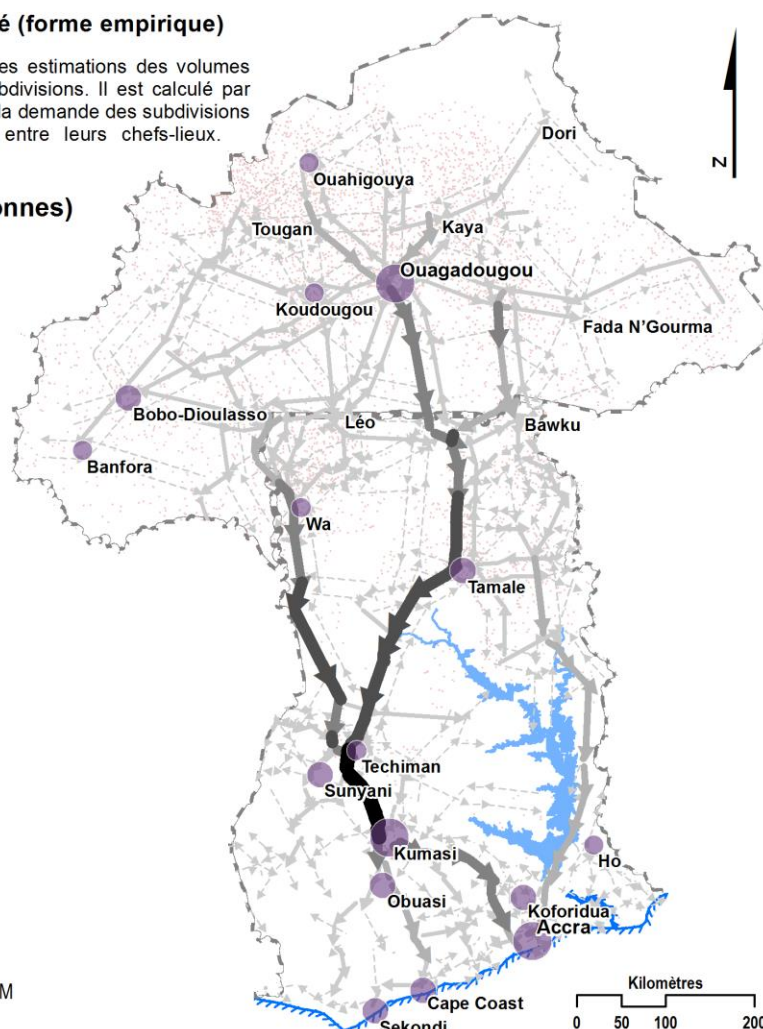 é (forme empirique)
es estimations des volumes
bdivisions. Il est calculé par
la demande des subdivisions
entre leurs chefs-lieux.
onnes)
N
Dori
Ouahigouya
Tougan
Kaya
Ouagadougou
Koudougou
Fada N'Gourma
Bobo-Dioulasso
Léo
Bawku
Banfora
Wa
Tamale
Techiman
Sunyani
Kumasi
Ho
Obuasi
Koforidua
Accra
Cape Coast
Sekondi
M
Kilomètres
0 50 100 200